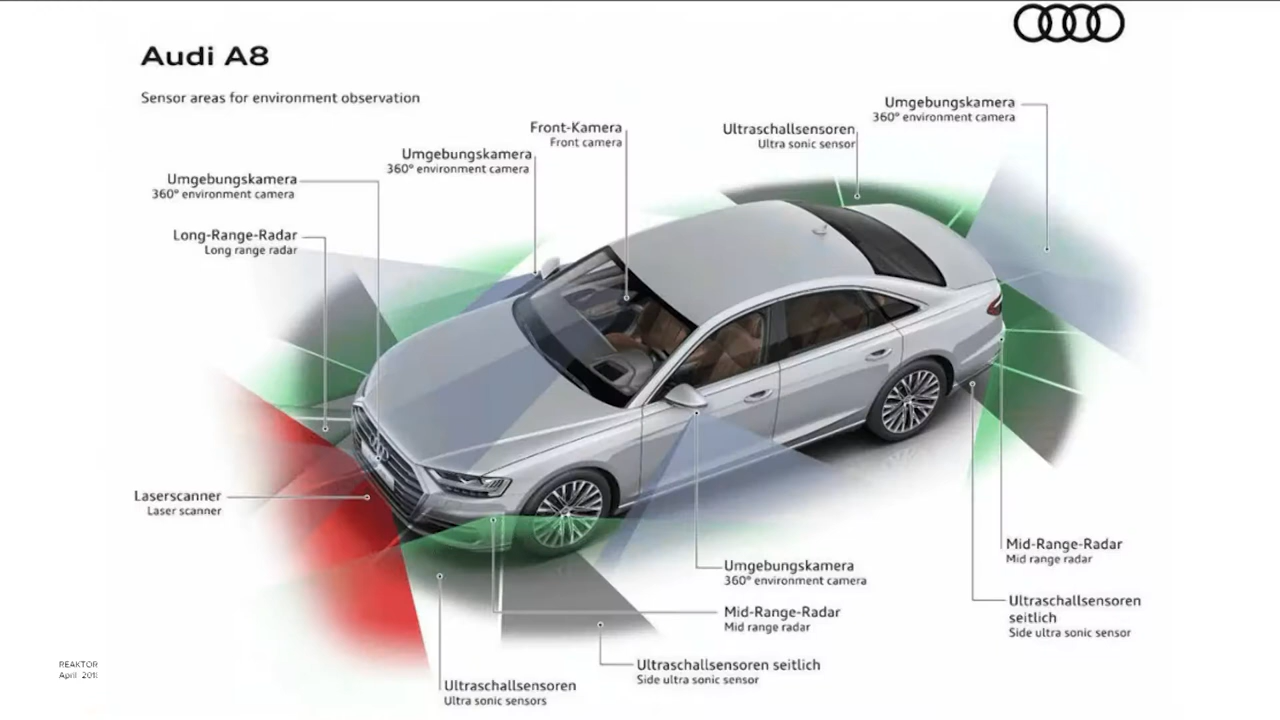 Audi A8
Sensor areas for environment observation
Umgebungskamera
360° environment camera
Ultraschallsensoren
Ultra sonic sensor
Front-Kamera
Front camera
Umgebungskamera
360° environment camera
Umgebungskamera
360° environment camera
Long-Range-Radar
Long range radar
Laserscanner
Laser scanner
Mid-Range-Radar
Mid range radar
Umgebungskamera
360° environment camera
Ultraschallsensoren
seitlich
Side ultra sonic sensor
Mid-Range-Radar
Mid range radar
Ultraschallsensoren seitlich
Side ultra sonic sensor
Ultraschallsensoren
Ultra sonic sensors
REAKTOR
April